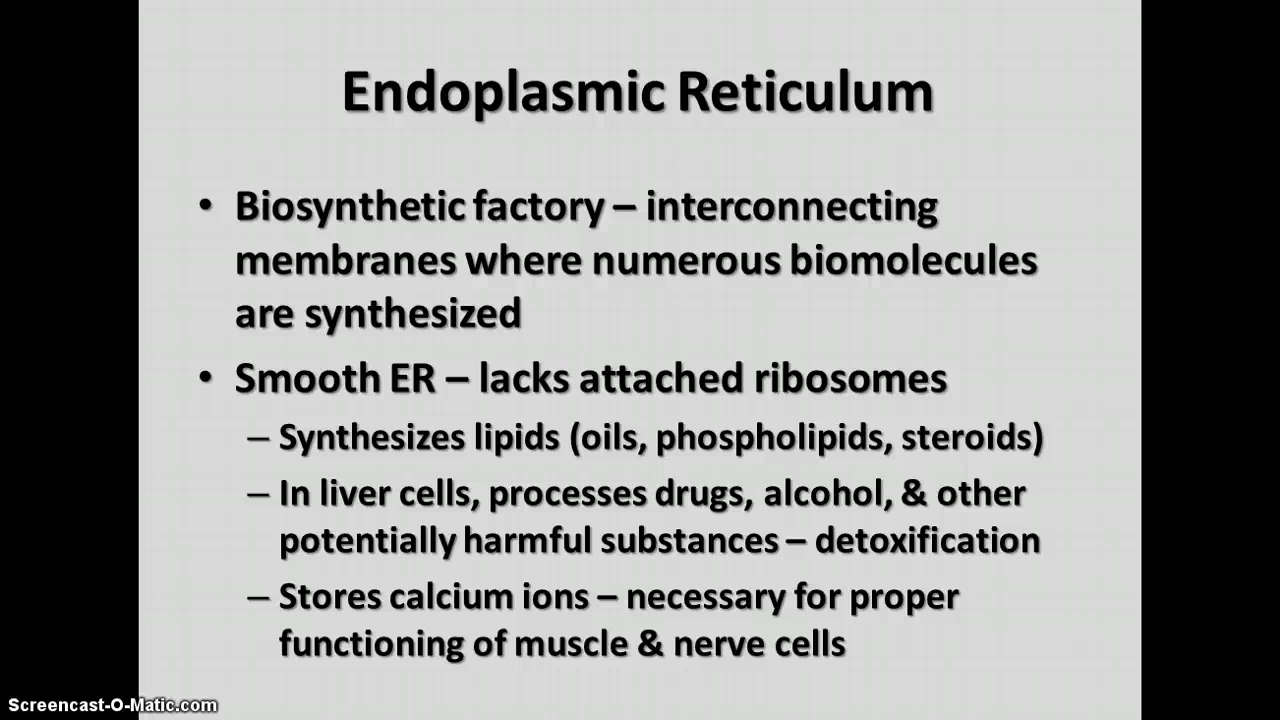 Endoplasmic Reticulum
• Biosynthetic factory – interconnecting
membranes where numerous biomolecules
are synthesized
• Smooth ER – lacks attached ribosomes
– Synthesizes lipids (oils, phospholipids, steroids)
– In liver cells, processes drugs, alcohol, & other
potentially harmful substances – detoxification
– Stores calcium ions – necessary for proper
functioning of muscle & nerve cells
Screencast-O-Matic.com